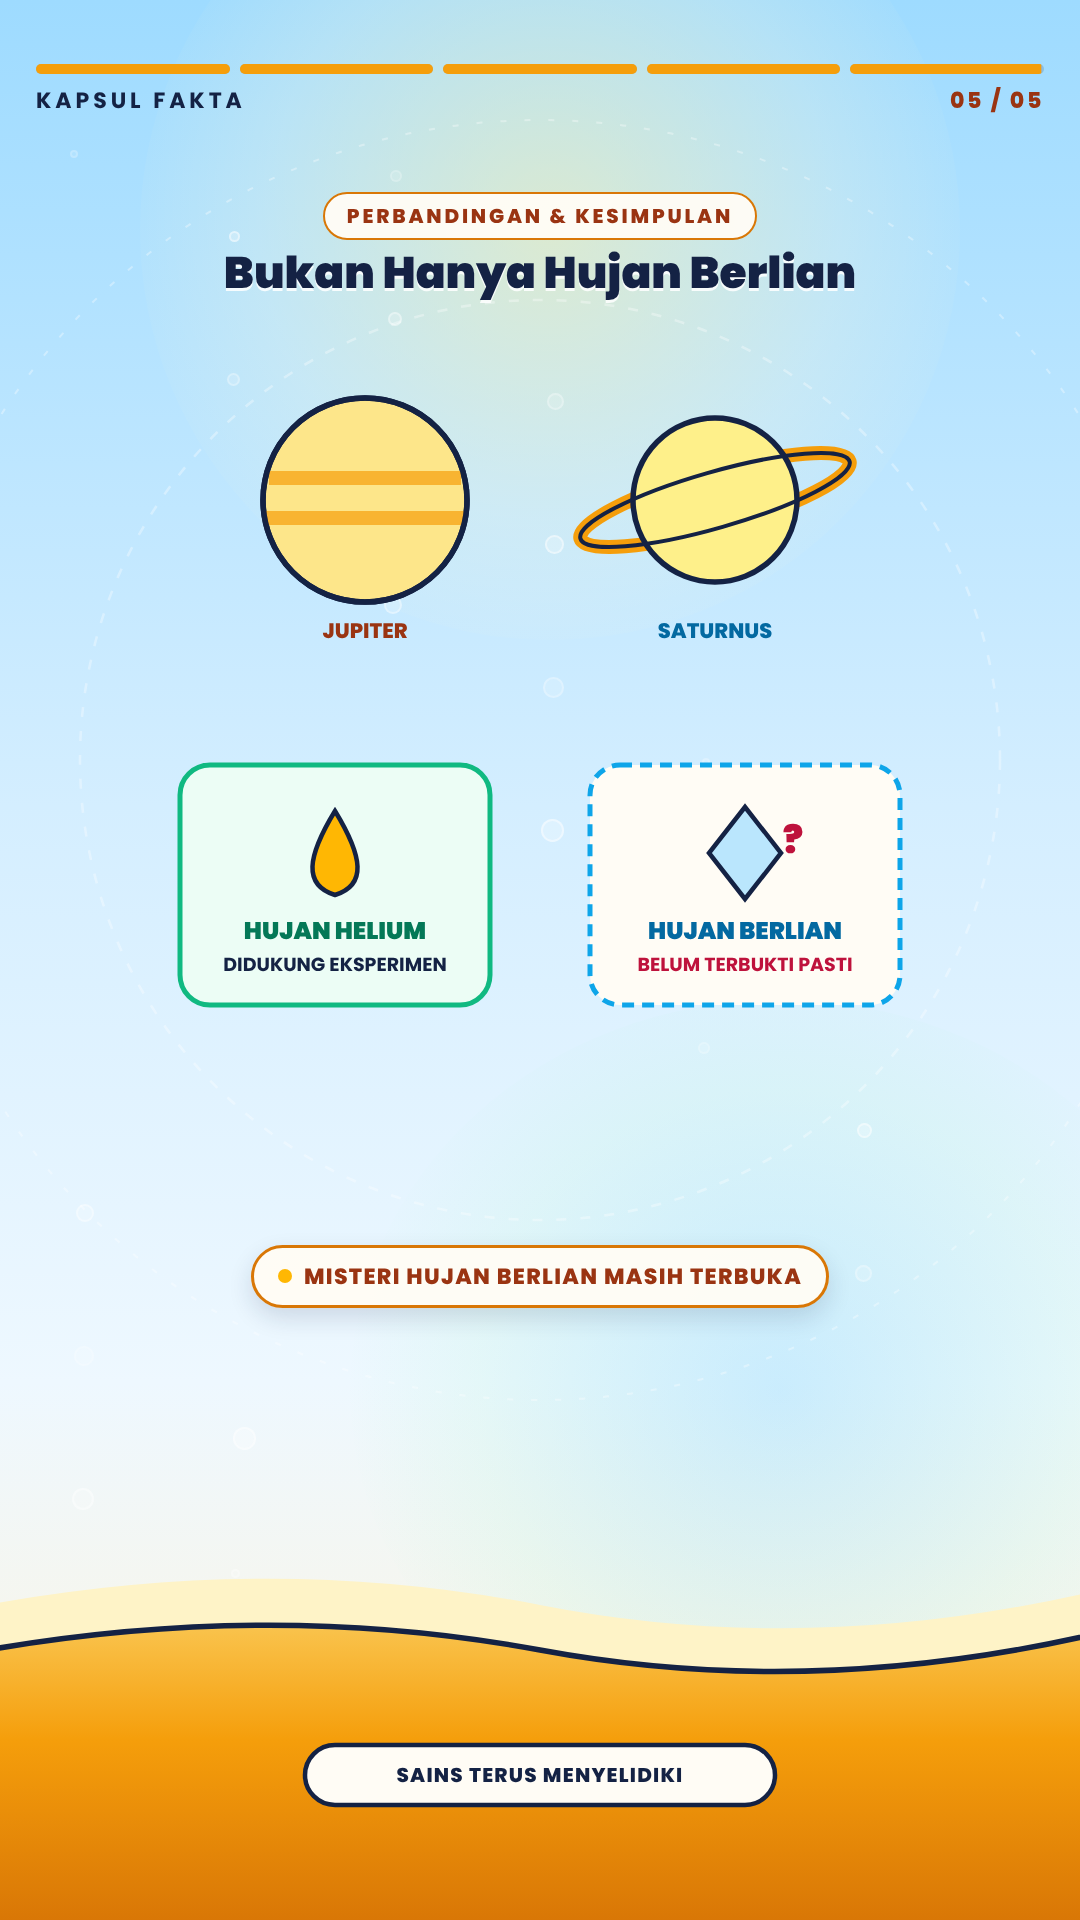 KAPSUL FAKTA
05 / 05
PERBANDINGAN & KESIMPULAN
Bukan Hanya Hujan Berlian
JUPITER
SATURNUS
HUJAN HELIUM
DIDUKUNG EKSPERIMEN
?
HUJAN BERLIAN
BELUM TERBUKTI PASTI
MISTERI HUJAN BERLIAN MASIH TERBUKA
SAINS TERUS MENYELIDIKI